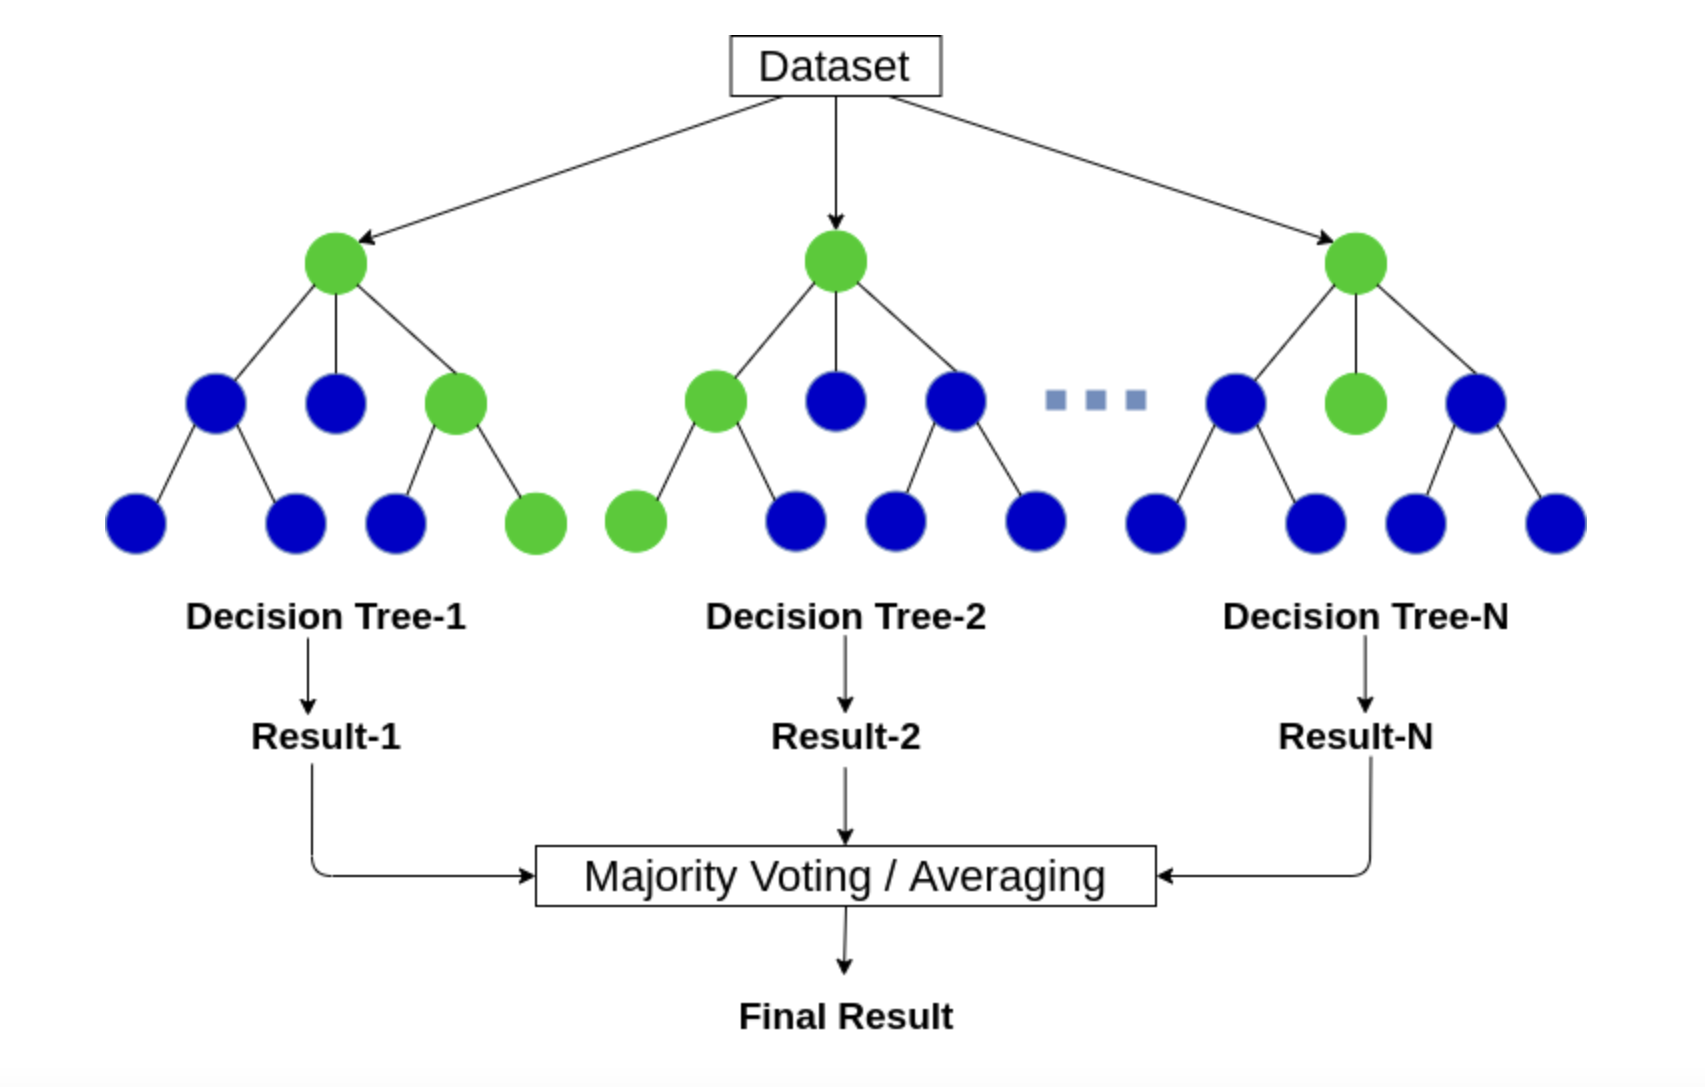 Dataset
Decision Tree-1
Decision Tree-2
Decision Tree-N
Result-1
Result-2
Result-N
Majority Voting / Averaging
Final Result